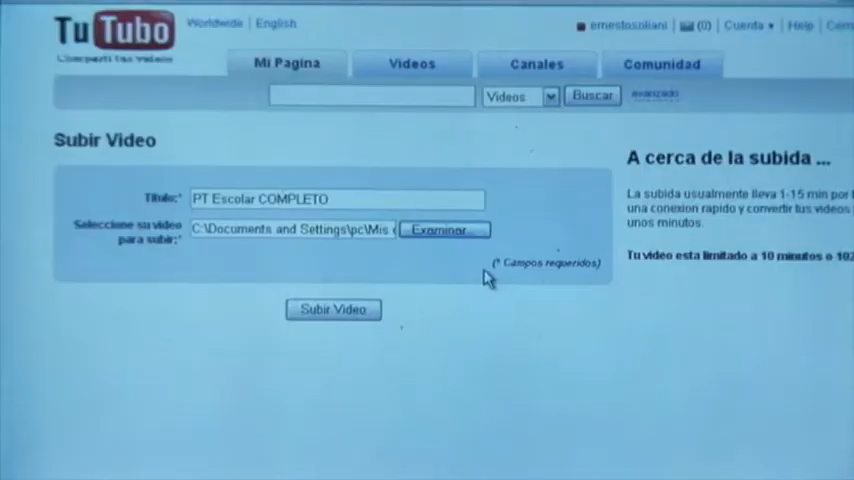 TuTubo
Compartí tus videos
Worldwide | English
ernestosoliani | (0) | Cuenta | Help |
Mi Pagina
Videos
Canales
Comunidad
Videos
Buscar
avanzado
Subir Video
Titulo:*
PT Escolar COMPLETO
Seleccione su video
para subir:*
C:\Documents and Settings\pc\Mis
Examinar...
(* Campos requeridos)
Subir Video
A cerca de la subida ...
La subida usualmente lleva 1-15 min por
una conexion rapido y convertir tus videos
unos minutos.
Tu video esta limitado a 10 minutos o 102